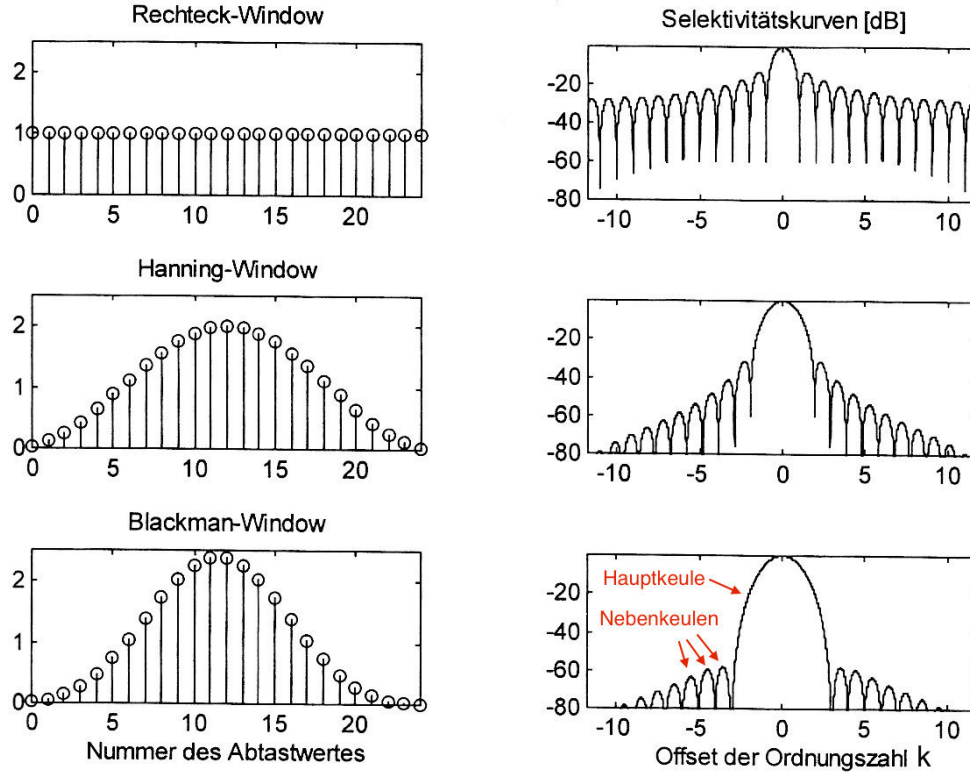 Rechteck-Window
2
1
0
0 5 10 15 20
Selektivitätskurven [dB]
-20
-40
-60
-80
-10 -5 0 5 10
Hanning-Window
2
1
0
0 5 10 15 20
-20
-40
-60
-80
-10 -5 0 5 10
Blackman-Window
2
1
0
0 5 10 15 20
Nummer des Abtastwertes
Hauptkeule
Nebenkeulen
-20
-40
-60
-80
-10 -5 0 5 10
Offset der Ordnungszahl k